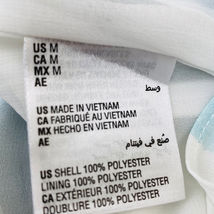 US M
CA M
MX M
AE
وسط
US MADE IN VIETNAM
CA FABRIQUÉ AU VIETNAM
MX HECHO EN VIETNAM
AE
صُنع في فيتنام
US SHELL 100% POLYESTER
LINING 100% POLYESTER
CA EXTÉRIEUR 100% POLYESTER
DOUBLURE 100% POLYESTER